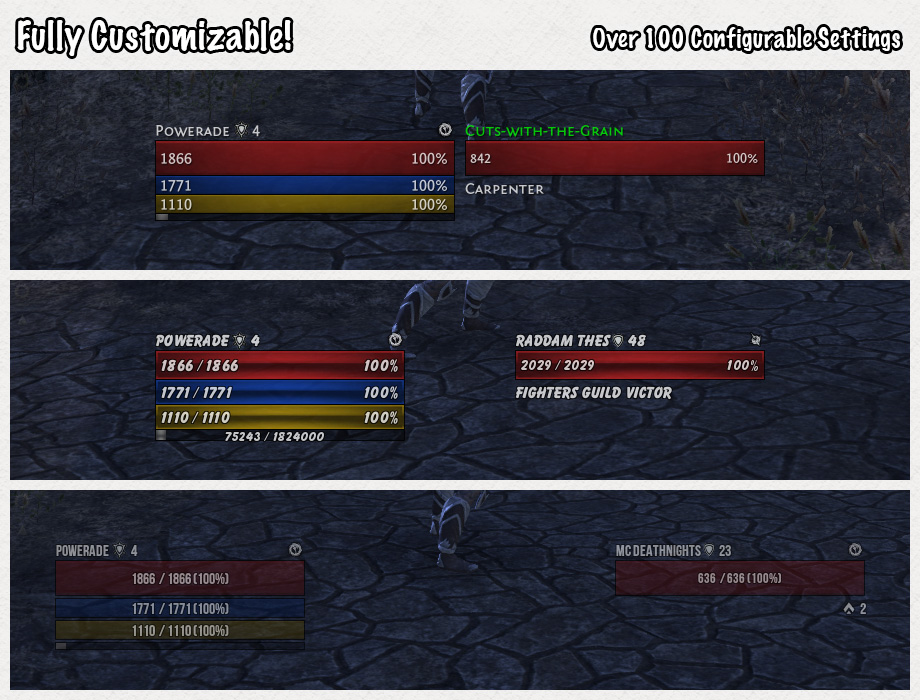 Fully Customizable!
Over 100 Configurable Settings
POWERADE 4
CUTS-WITH-THE-GRAIN
1866 100%
842 100%
1771 100%
CARPENTER
1110 100%
POWERADE 4
RADDAM THES 48
1866 / 1866 100%
2029 / 2029 100%
1771 / 1771 100%
FIGHTERS GUILD VICTOR
1110 / 1110 100%
75243 / 1824000
POWERADE 4
MC DEATHNIGHTS 23
1866 / 1866 (100%)
636 / 636 (100%)
1771 / 1771 (100%)
2
1110 / 1110 (100%)